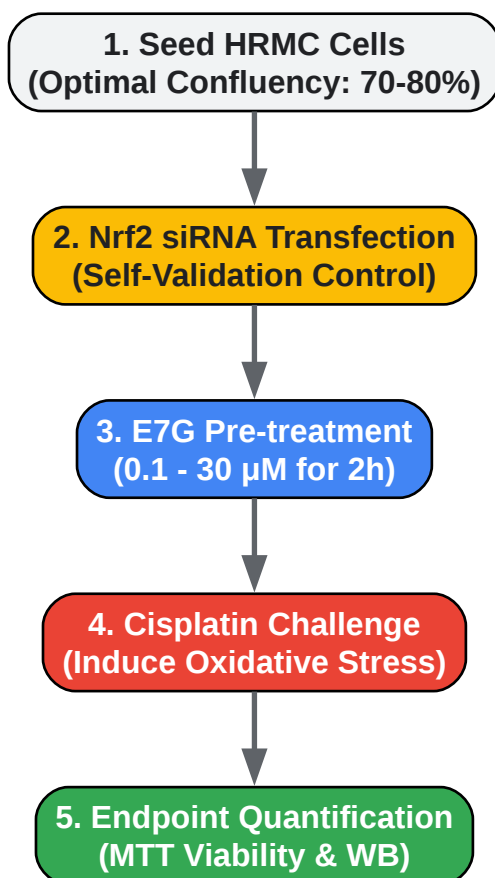 1. Seed HRMC Cells
(Optimal Confluency: 70-80%)
2. Nrf2 siRNA Transfection
(Self-Validation Control)
3. E7G Pre-treatment
(0.1 - 30 μM for 2h)
4. Cisplatin Challenge
(Induce Oxidative Stress)
5. Endpoint Quantification
(MTT Viability & WB)